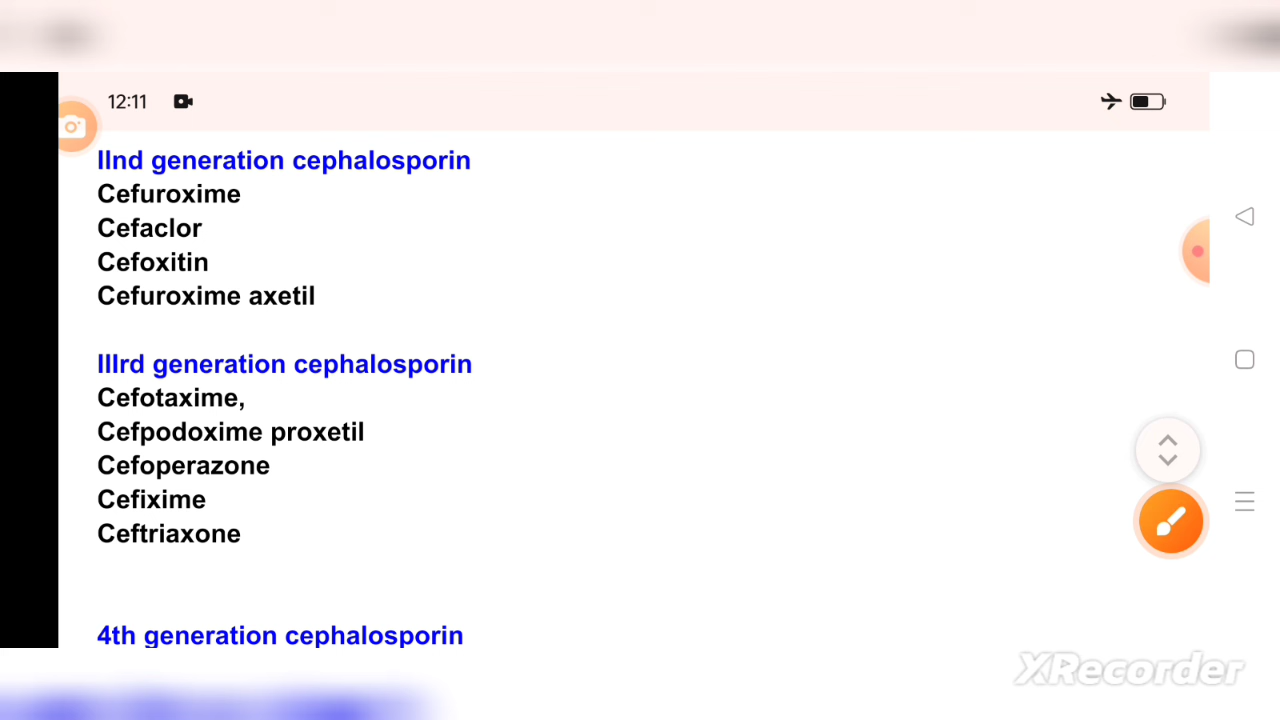 12:11
IInd generation cephalosporin
Cefuroxime
Cefaclor
Cefoxitin
Cefuroxime axetil
IIIrd generation cephalosporin
Cefotaxime,
Cefpodoxime proxetil
Cefoperazone
Cefixime
Ceftriaxone
4th generation cephalosporin
XRecorder